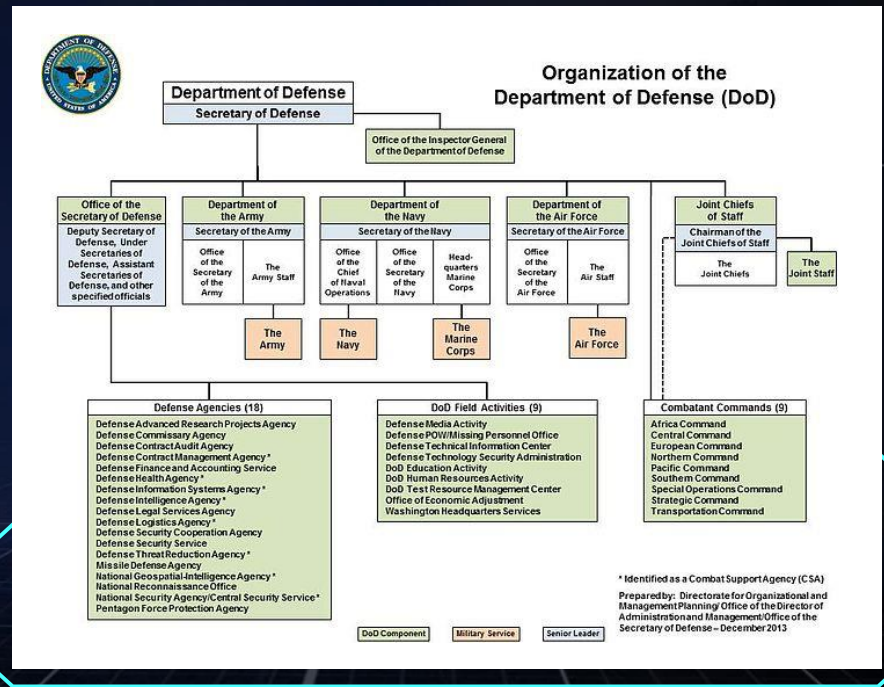 DEPARTMENT OF DEFENSE
UNITED STATES OF AMERICA
Organization of the
Department of Defense (DoD)
Department of Defense
Secretary of Defense
Office of the Inspector General
of the Department of Defense
Office of the
Secretary of Defense
Deputy Secretary of
Defense, Under
Secretaries of
Defense, Assistant
Secretaries of
Defense, and other
specified officials
Department of
the Army
Secretary of the Army
Office
of the
Secretary
of the
Army
The
Army Staff
The
Army
Department of
the Navy
Secretary of the Navy
Office
of the
Chief
of Naval
Operations
Office
of the
Secretary
of the
Navy
Head-
quarters
Marine
Corps
The
Navy
The
Marine
Corps
Department of
the Air Force
Secretary of the Air Force
Office
of the
Secretary
of the
Air Force
The
Air Staff
The
Air Force
Joint Chiefs
of Staff
Chairman of the
Joint Chiefs of Staff
The
Joint Chiefs
The
Joint Staff
Defense Agencies (18)
Defense Advanced Research Projects Agency
Defense Commissary Agency
Defense Contract Audit Agency
Defense Contract Management Agency *
Defense Finance and Accounting Service
Defense Health Agency *
Defense Information Systems Agency *
Defense Intelligence Agency *
Defense Legal Services Agency
Defense Logistics Agency *
Defense Security Cooperation Agency
Defense Security Service
Defense Threat Reduction Agency *
Missile Defense Agency
National Geospatial-Intelligence Agency *
National Reconnaissance Office
National Security Agency/Central Security Service *
Pentagon Force Protection Agency
DoD Field Activities (9)
Defense Media Activity
Defense POW/Missing Personnel Office
Defense Technical Information Center
Defense Technology Security Administration
DoD Education Activity
DoD Human Resources Activity
DoD Test Resource Management Center
Office of Economic Adjustment
Washington Headquarters Services
Combatant Commands (9)
Africa Command
Central Command
European Command
Northern Command
Pacific Command
Southern Command
Special Operations Command
Strategic Command
Transportation Command
* Identified as a Combat Support Agency (CSA)
Prepared by: Directorate for Organizational and
Management Planning/ Office of the Director of
Administration and Management/Office of the
Secretary of Defense – December 2013
DoD Component
Military Service
Senior Leader